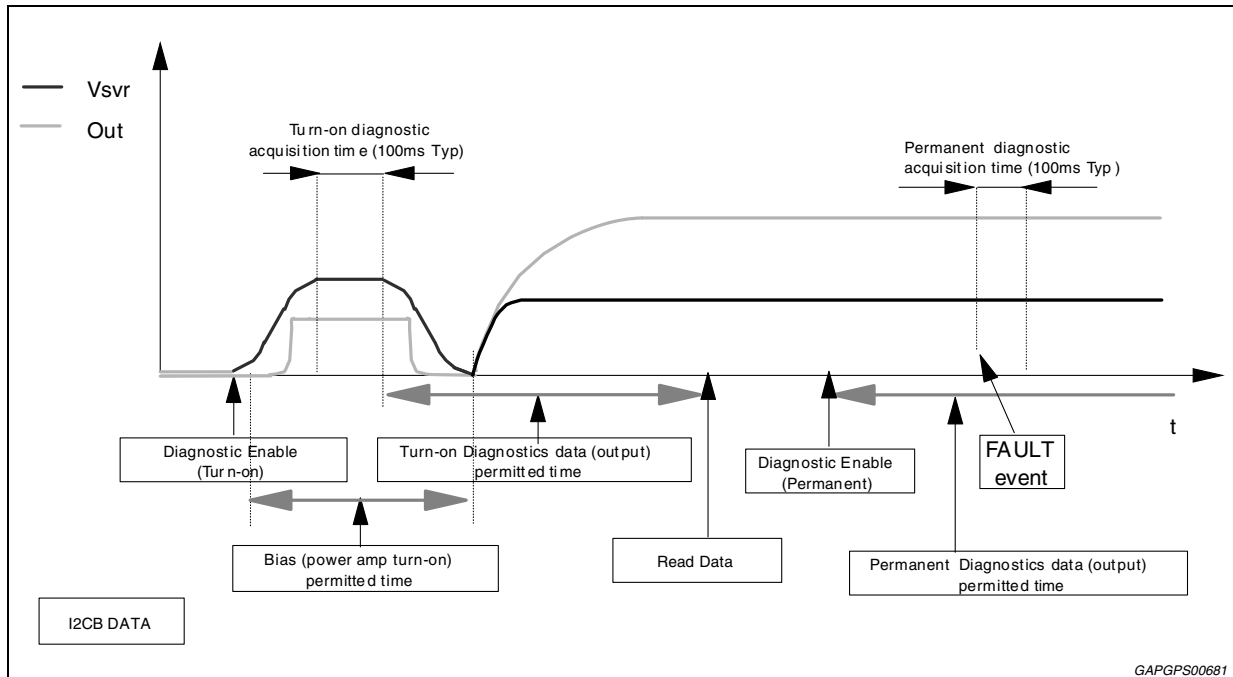 Vsvr
Out
Turn-on diagnostic
acquisition time (100ms Typ)
Permanent diagnostic
acquisition time (100ms Typ)
t
Diagnostic Enable
(Turn-on)
Turn-on Diagnostics data (output)
permitted time
Diagnostic Enable
(Permanent)
FAULT
event
Bias (power amp turn-on)
permitted time
Read Data
Permanent Diagnostics data (output)
permitted time
I2CB DATA
GAPGPS00681